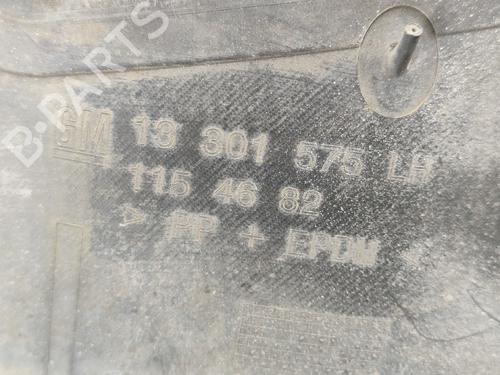 B-PARTS
GM 13 301 575 LH
115 46 82
> PP + EPDM <